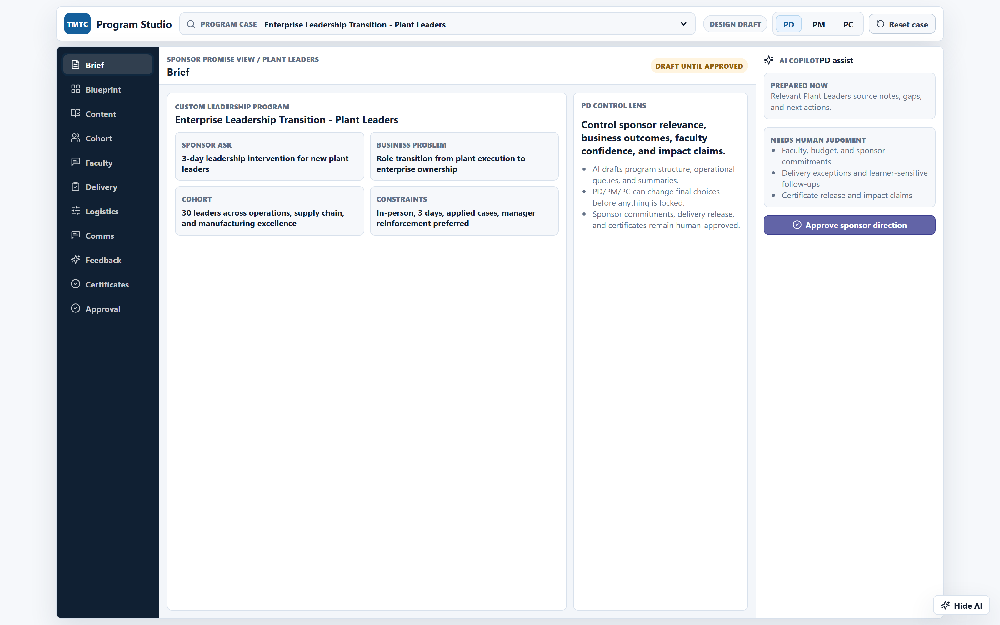 TMTC
Program Studio
PROGRAM CASE
Enterprise Leadership Transition - Plant Leaders
DESIGN DRAFT
PD
PM
PC
Reset case
Brief
Blueprint
Content
Cohort
Faculty
Delivery
Logistics
Comms
Feedback
Certificates
Approval
SPONSOR PROMISE VIEW / PLANT LEADERS
Brief
DRAFT UNTIL APPROVED
CUSTOM LEADERSHIP PROGRAM
Enterprise Leadership Transition - Plant Leaders
SPONSOR ASK
3-day leadership intervention for new plant
leaders
BUSINESS PROBLEM
Role transition from plant execution to
enterprise ownership
COHORT
30 leaders across operations, supply chain,
and manufacturing excellence
CONSTRAINTS
In-person, 3 days, applied cases, manager
reinforcement preferred
PD CONTROL LENS
Control sponsor relevance,
business outcomes, faculty
confidence, and impact claims.
AI drafts program structure, operational
queues, and summaries.
PD/PM/PC can change final choices
before anything is locked.
Sponsor commitments, delivery release,
and certificates remain human-approved.
AI COPILOTPD assist
PREPARED NOW
Relevant Plant Leaders source notes, gaps,
and next actions.
NEEDS HUMAN JUDGMENT
Faculty, budget, and sponsor
commitments
Delivery exceptions and learner-sensitive
follow-ups
Certificate release and impact claims
Approve sponsor direction
Hide AI